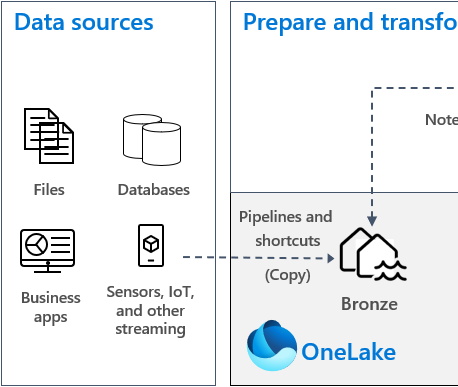 Data sources
Files
Databases
Business
apps
Sensors, IoT,
and other
streaming
Prepare and transfo
Note
Pipelines and
shortcuts
(Copy)
Bronze
OneLake